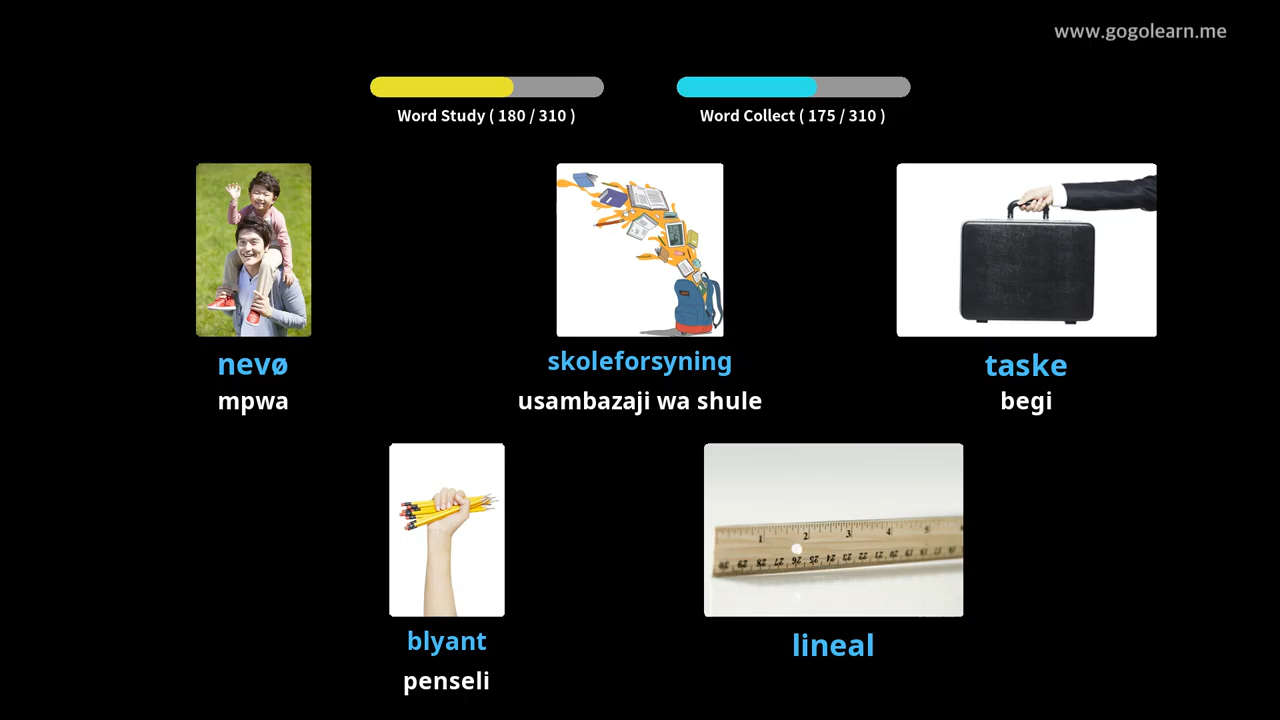 www.gogolearn.me
Word Study ( 180 / 310 )
Word Collect ( 175 / 310 )
nevø
mpwa
skoleforsyning
usambazaji wa shule
taske
begi
blyant
penseli
lineal